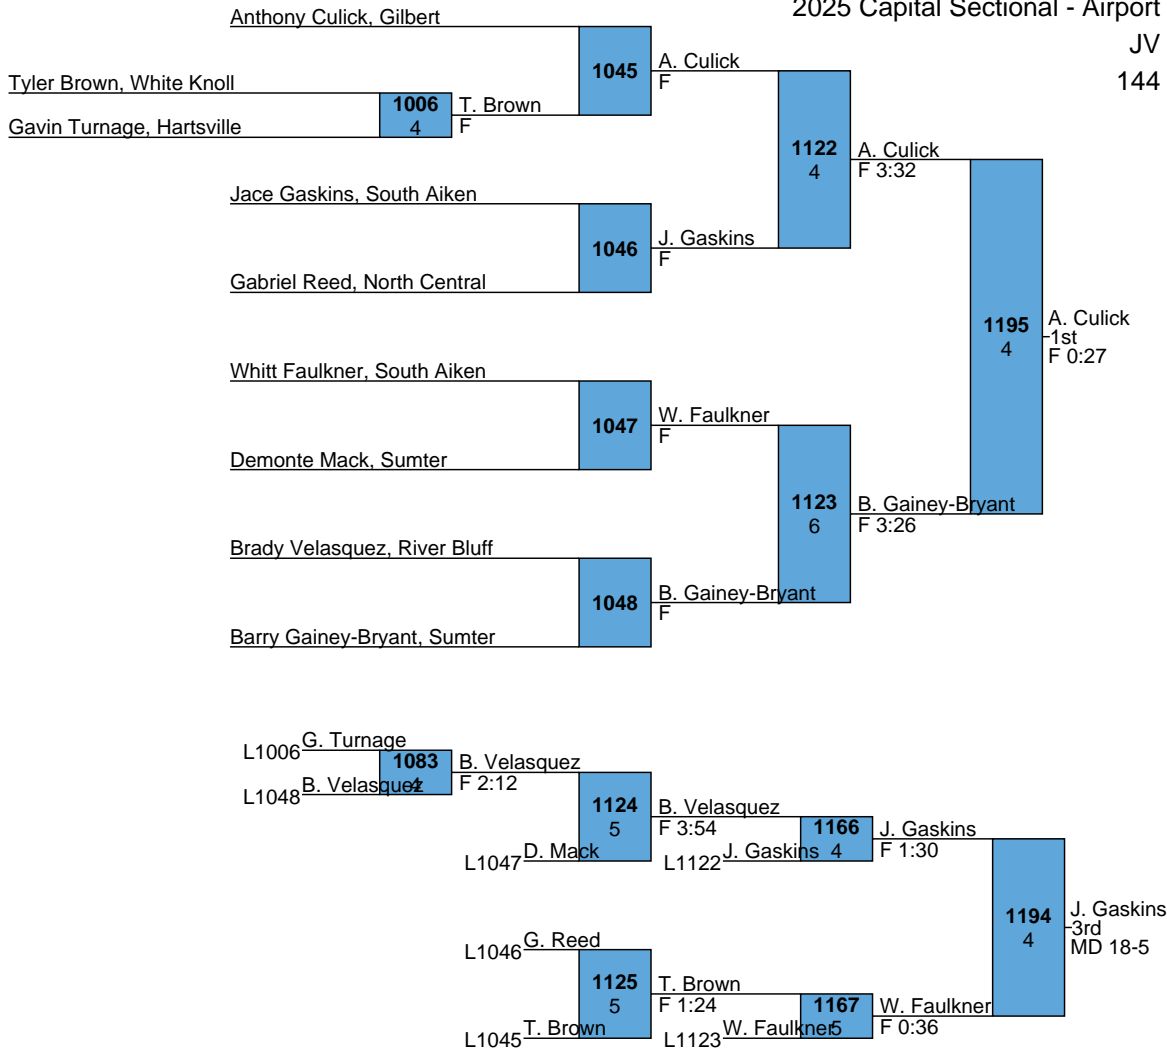 2025 Capital Sectional - Airport
JV
144
Anthony Culick, Gilbert
1045
A. Culick
F
Tyler Brown, White Knoll
1006
4
T. Brown
F
Gavin Turnage, Hartsville
1122
4
A. Culick
F 3:32
Jace Gaskins, South Aiken
1046
J. Gaskins
F
Gabriel Reed, North Central
1195
4
A. Culick
1st
F 0:27
Whitt Faulkner, South Aiken
1047
W. Faulkner
F
Demonte Mack, Sumter
1123
6
B. Gainey-Bryant
F 3:26
Brady Velasquez, River Bluff
1048
B. Gainey-Bryant
F
Barry Gainey-Bryant, Sumter
L1006 G. Turnage
1083
4
B. Velasquez
F 2:12
L1048 B. Velasquez
1124
5
B. Velasquez
F 3:54
L1047 D. Mack
1166
4
J. Gaskins
F 1:30
L1122 J. Gaskins
1194
4
J. Gaskins
3rd
MD 18-5
L1046 G. Reed
1125
5
T. Brown
F 1:24
L1045 T. Brown
1167
5
W. Faulkner
F 0:36
L1123 W. Faulkner